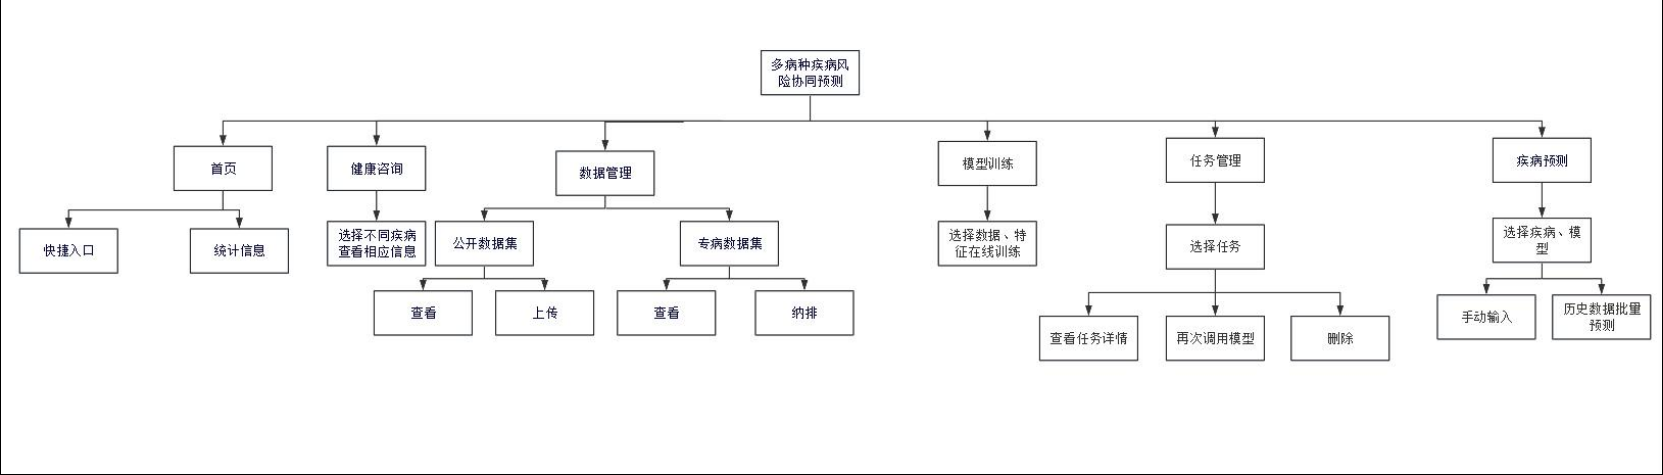 多病种疾病风
险协同预测
首页
健康咨询
数据管理
模型训练
任务管理
疾病预测
快捷入口
统计信息
选择不同疾病
查看相应信息
公开数据集
专病数据集
选择数据、特
征在线训练
选择任务
选择疾病、模
型
查看
上传
查看
纳排
查看任务详情
再次调用模型
删除
手动输入
历史数据批量
预测